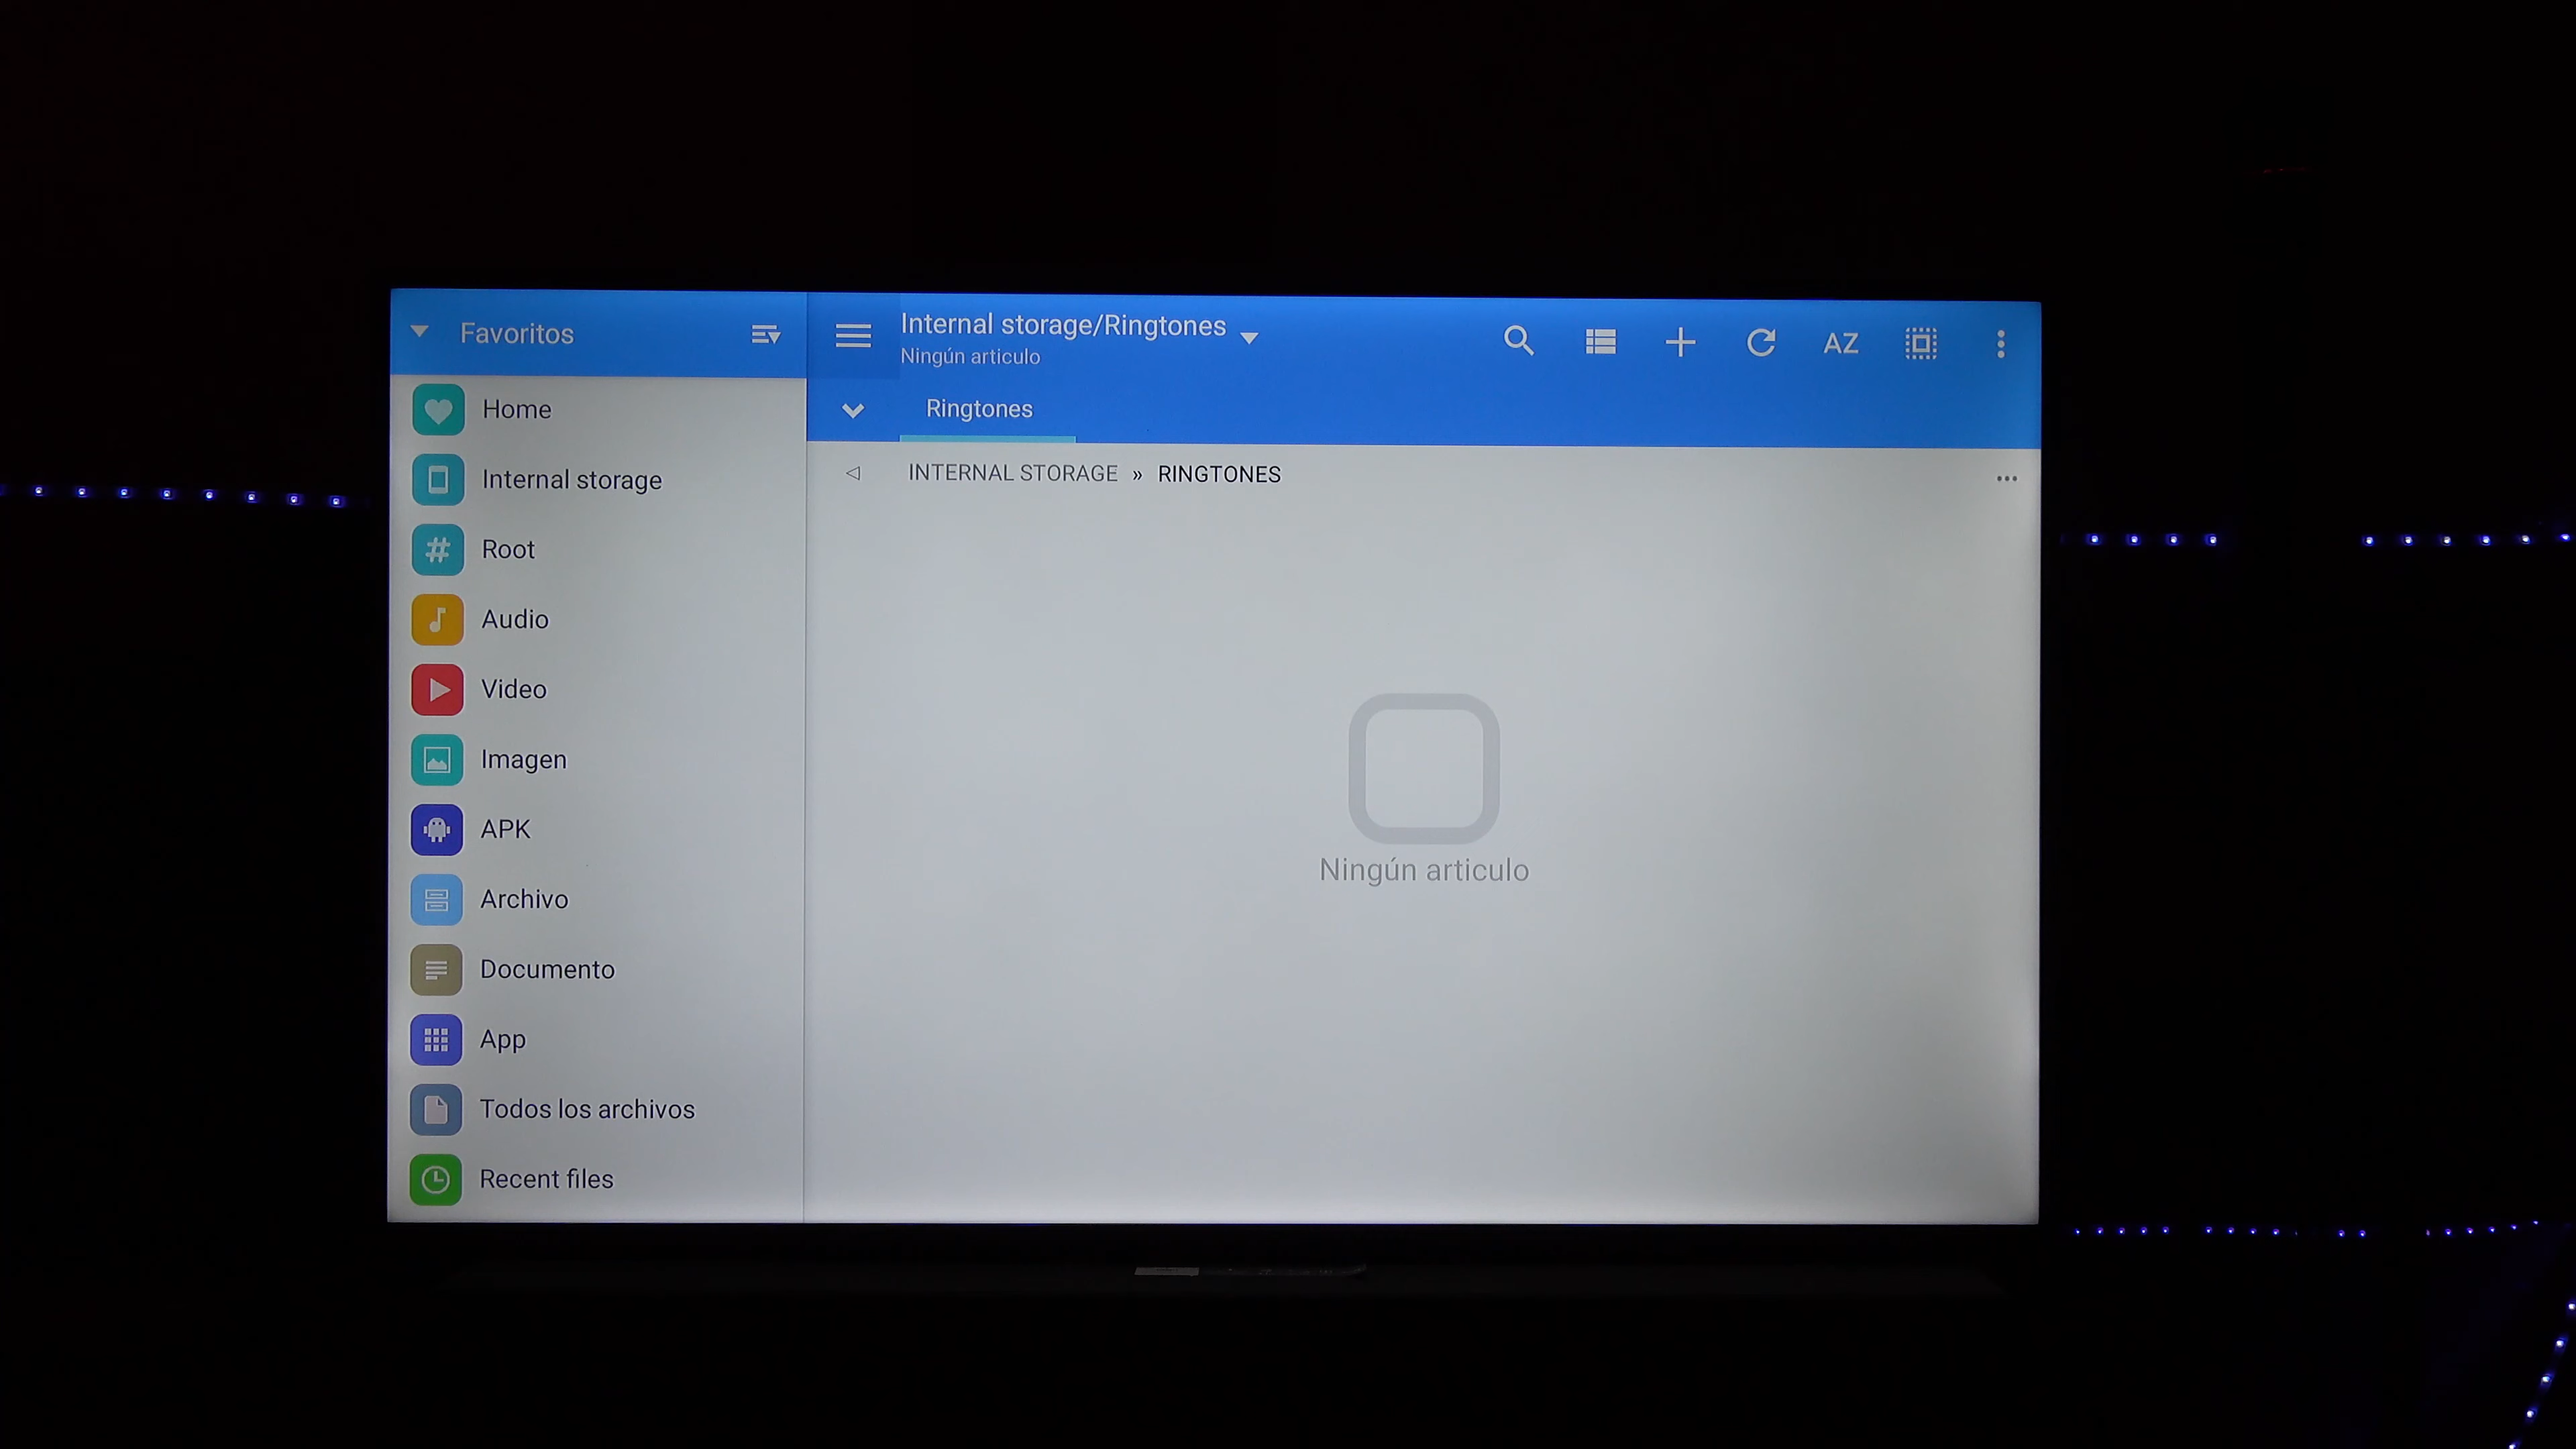 Favoritos
Home
Internal storage
Root
Audio
Video
Imagen
APK
Archivo
Documento
App
Todos los archivos
Recent files
Internal storage/Ringtones
Ningún articulo
AZ
Ringtones
INTERNAL STORAGE » RINGTONES
Ningún articulo